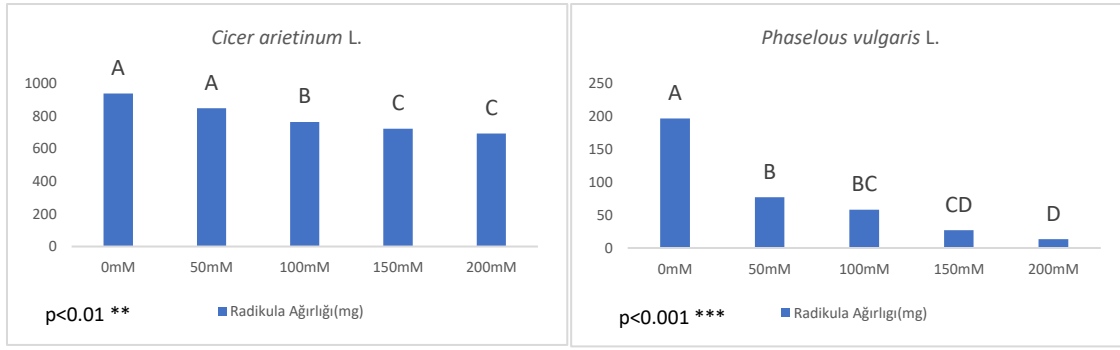 Cicer arietinum L.
A
A
B
C
C
1000
800
600
400
200
0
0mM 50mM 100mM 150mM 200mM
p<0.01 **
Radikula Ağırlığı(mg)
Phaselous vulgaris L.
A
B
BC
CD
D
250
200
150
100
50
0
0mM 50mM 100mM 150mM 200mM
p<0.001 ***
Radikula Ağırlıgı(mg)